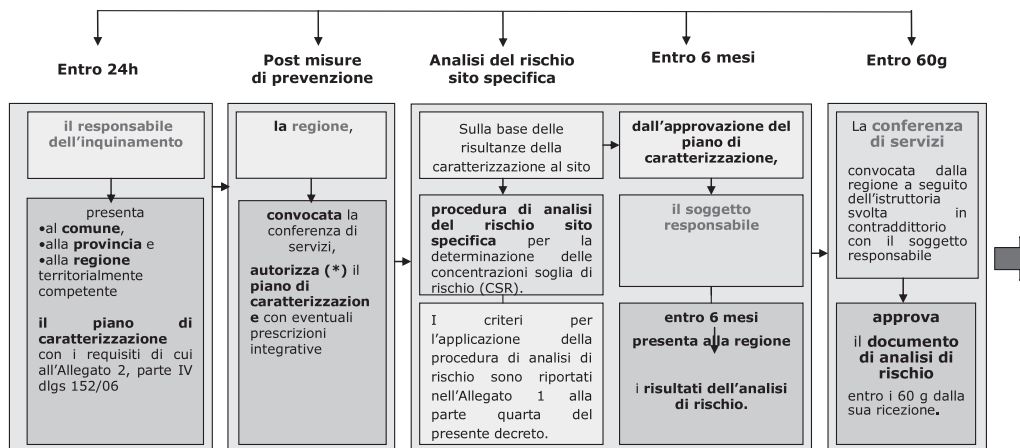 Entro 24h
Post misure
di prevenzione
Analisi del rischio
sito specifica
Entro 6 mesi
Entro 60g
il responsabile
dell'inquinamento
presenta
•al comune,
•alla provincia e
•alla regione
territorialmente
competente
il piano di
caratterizzazione
con i requisiti di cui
all'Allegato 2, parte IV
dlgs 152/06
la regione,
convocata la
conferenza di
servizi,
autorizza (*) il
piano di
caratterizzazion
e con eventuali
prescrizioni
integrative
Sulla base delle
risultanze della
caratterizzazione al sito
procedura di analisi
del rischio sito
specifica per la
determinazione delle
concentrazioni soglia di
rischio (CSR).
I criteri per
l'applicazione della
procedura di analisi di
rischio sono riportati
nell'Allegato 1 alla
parte quarta del
presente decreto.
dall'approvazione del
piano di
caratterizzazione,
il soggetto
responsabile
entro 6 mesi
presenta alla regione
i risultati dell'analisi
di rischio.
La conferenza
di servizi
convocata dalla
regione a seguito
dell'istruttoria
svolta in
contraddittorio
con il soggetto
responsabile
approva
il documento
di analisi di
rischio
entro i 60 g dalla
sua ricezione.